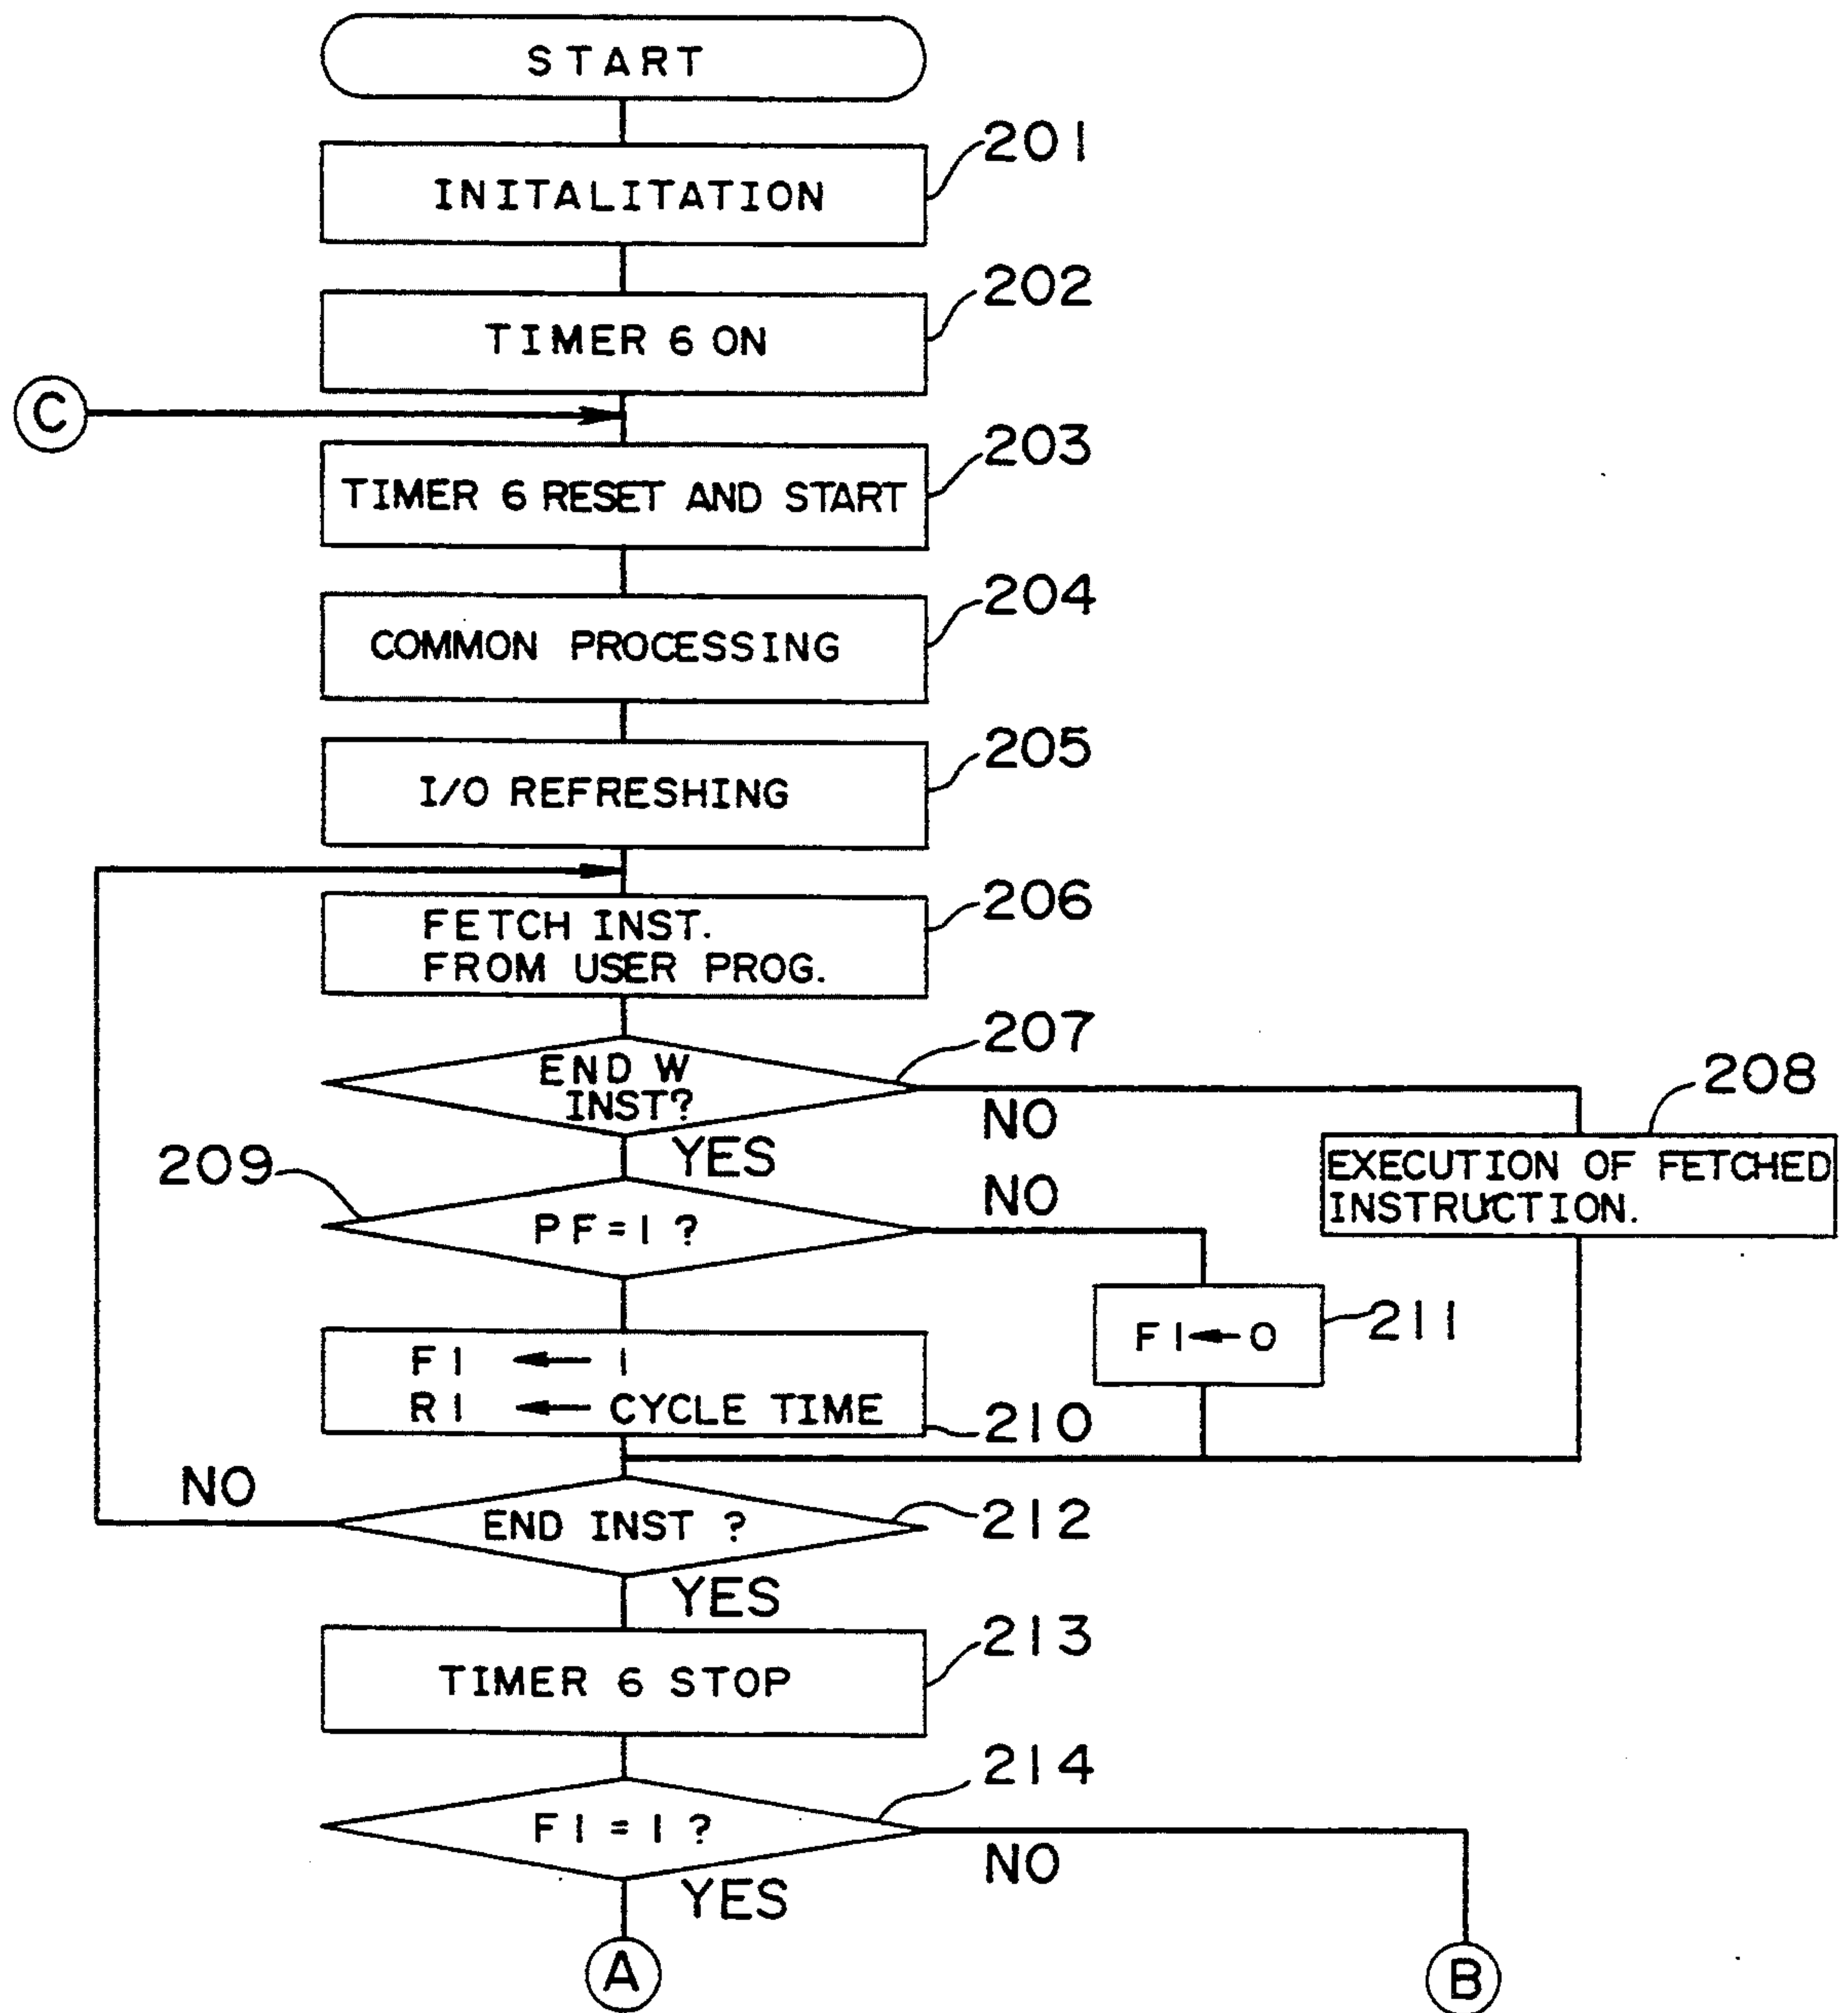 START
201
INITALITATION
202
TIMER 6 ON
C
203
TIMER 6 RESET AND START
204
COMMON PROCESSING
205
I/O REFRESHING
206
FETCH INST.
FROM USER PROG.
207
END W
INST?
NO
YES
208
EXECUTION OF FETCHED
INSTRUCTION.
209
PF=1 ?
NO
211
F1←0
F1 ← 1
R1 ← CYCLE TIME
210
NO
END INST ?
212
YES
213
TIMER 6 STOP
214
F1=1 ?
NO
YES
A
B